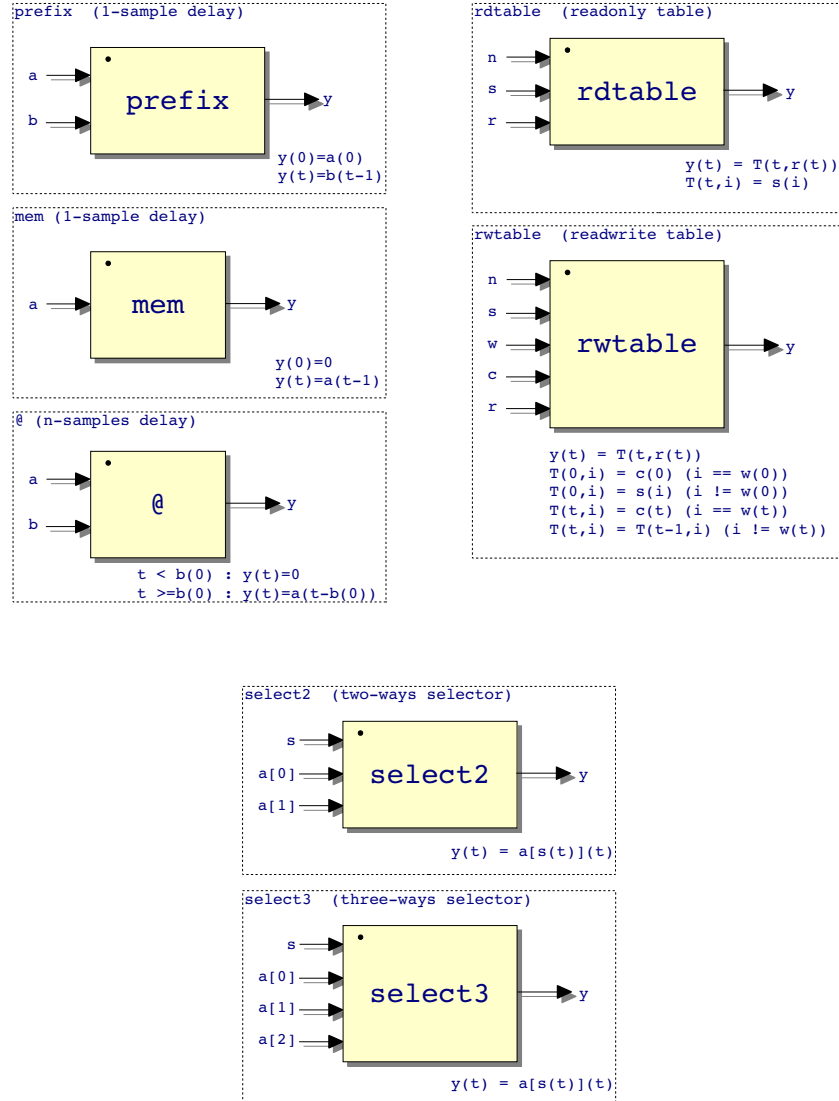 prefix (1-sample delay)
a
b
prefix
y
y(0)=a(0)
y(t)=b(t-1)
mem (1-sample delay)
a
mem
y
y(0)=0
y(t)=a(t-1)
@ (n-samples delay)
a
b
@
y
t < b(0) : y(t)=0
t >=b(0) : y(t)=a(t-b(0))
rdtable (readonly table)
n
s
r
rdtable
y
y(t) = T(t,r(t))
T(t,i) = s(i)
rwtable (readwrite table)
n
s
w
c
r
rwtable
y
y(t) = T(t,r(t))
T(0,i) = c(0) (i == w(0))
T(0,i) = s(i) (i != w(0))
T(t,i) = c(t) (i == w(t))
T(t,i) = T(t-1,i) (i != w(t))
select2 (two-ways selector)
s
a[0]
a[1]
select2
y
y(t) = a[s(t)](t)
select3 (three-ways selector)
s
a[0]
a[1]
a[2]
select3
y
y(t) = a[s(t)](t)